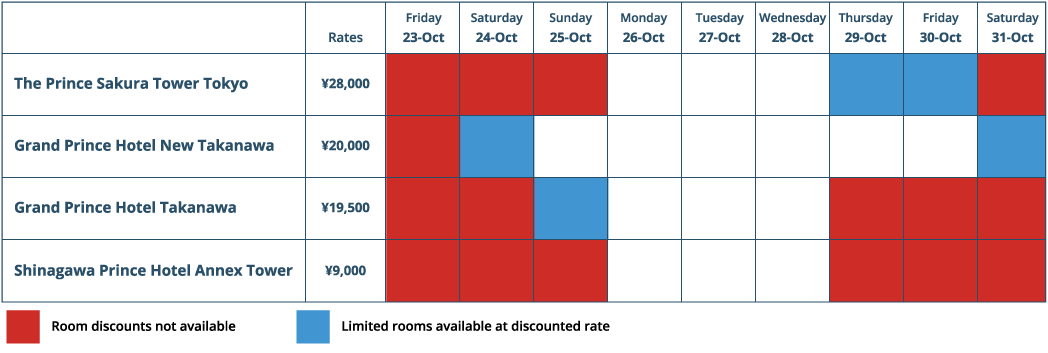 Friday Saturday Sunday Monday Tuesday Wednesday Thursday Friday Saturday
Rates 23-Oct 24-Oct 25-Oct 26-Oct 27-Oct 28-Oct 29-Oct 30-Oct 31-Oct
The Prince Sakura Tower Tokyo ¥28,000
Grand Prince Hotel New Takanawa ¥20,000
Grand Prince Hotel Takanawa ¥19,500
Shinagawa Prince Hotel Annex Tower ¥9,000
Room discounts not available Limited rooms available at discounted rate